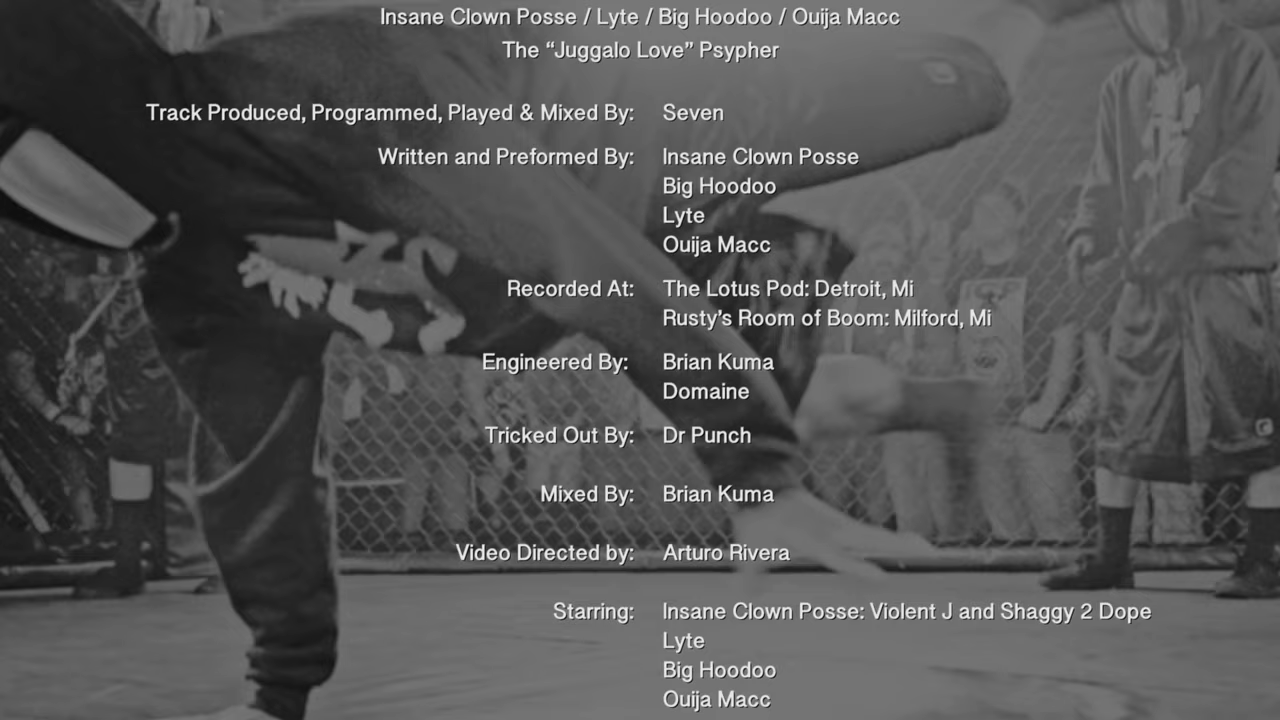 Insane Clown Posse / Lyte / Big Hoodoo / Ouija Macc
The “Juggalo Love” Psypher
Track Produced, Programmed, Played & Mixed By: Seven
Written and Preformed By: Insane Clown Posse
Big Hoodoo
Lyte
Ouija Macc
Recorded At: The Lotus Pod: Detroit, Mi
Rusty’s Room of Boom: Milford, Mi
Engineered By: Brian Kuma
Domaine
Tricked Out By: Dr Punch
Mixed By: Brian Kuma
Video Directed by: Arturo Rivera
Starring: Insane Clown Posse: Violent J and Shaggy 2 Dope
Lyte
Big Hoodoo
Ouija Macc